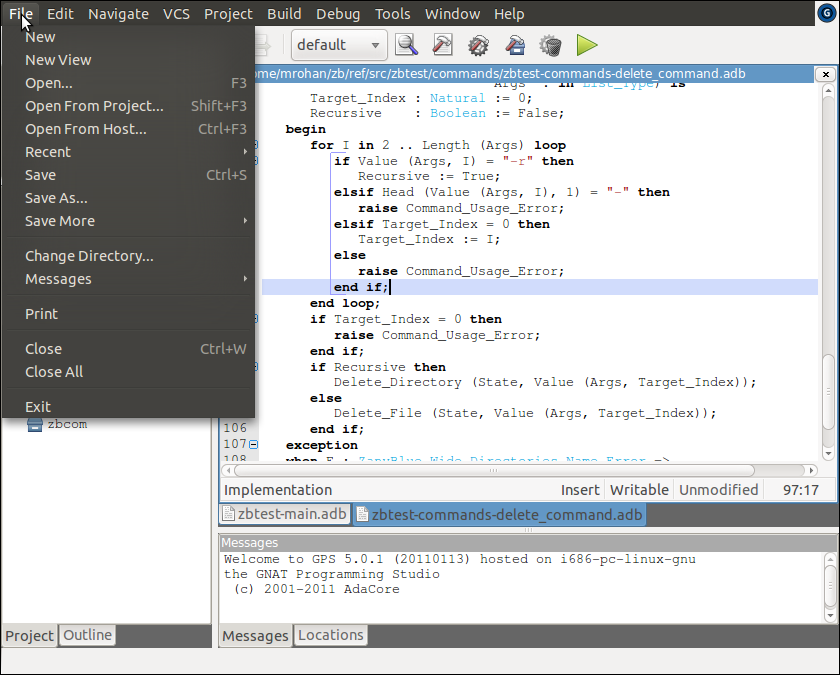 File Edit Navigate VCS Project Build Debug Tools Window Help
New
New View
Open... F3
Open From Project... Shift+F3
Open From Host... Ctrl+F3
Recent
Save Ctrl+S
Save As...
Save More
Change Directory...
Messages
Print
Close Ctrl+W
Close All
Exit
zbcom
Project Outline
default
ome/mrohan/zb/ref/src/zbtest/commands/zbtest-commands-delete_command.adb
Args : in List_Type) is
Target_Index : Natural := 0;
Recursive : Boolean := False;
begin
for I in 2 .. Length (Args) loop
if Value (Args, I) = "-r" then
Recursive := True;
elsif Head (Value (Args, I), 1) = "-" then
raise Command_Usage_Error;
elsif Target_Index = 0 then
Target_Index := I;
else
raise Command_Usage_Error;
end if;
end loop;
if Target_Index = 0 then
raise Command_Usage_Error;
end if;
if Recursive then
Delete_Directory (State, Value (Args, Target_Index));
else
Delete_File (State, Value (Args, Target_Index));
106 end if;
107 exception
108 when E : ZanyBlue.Wide_Directories.Name_Error =>
Implementation Insert Writable Unmodified 97:17
zbtest-main.adb zbtest-commands-delete_command.adb
Messages
Welcome to GPS 5.0.1 (20110113) hosted on i686-pc-linux-gnu
the GNAT Programming Studio
(c) 2001-2011 AdaCore
Messages Locations